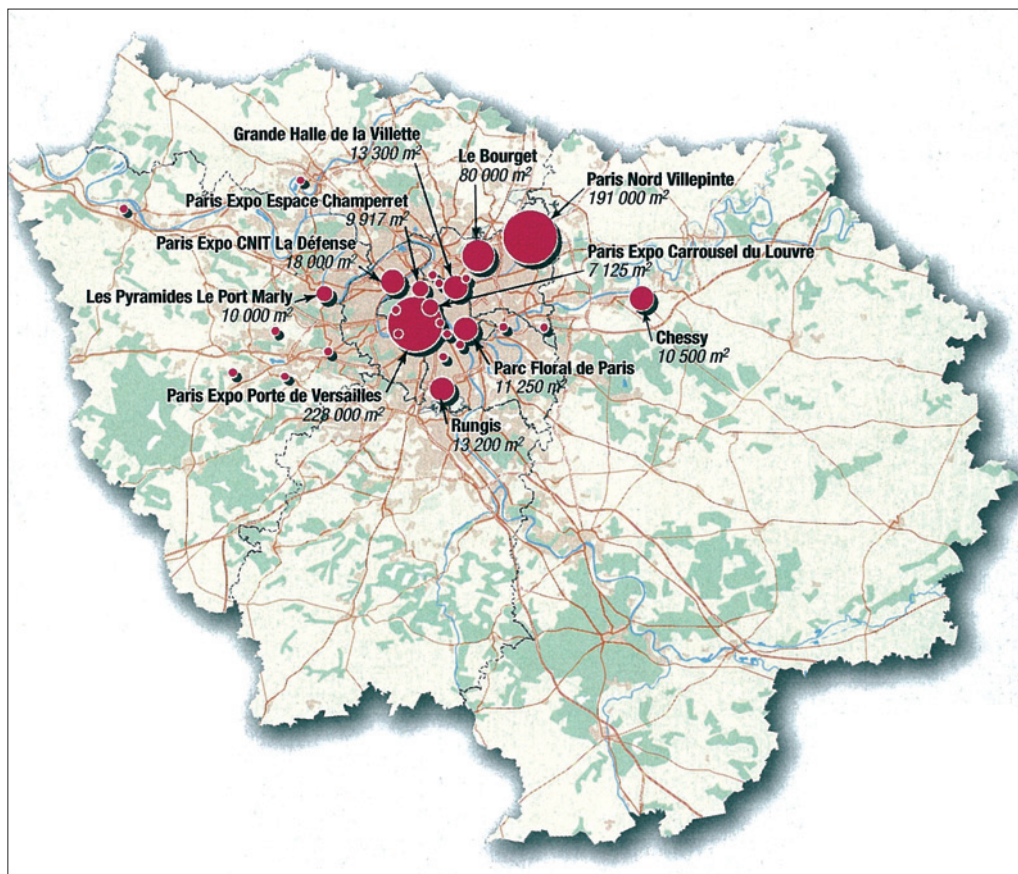 Grande Halle de la Villette
13 300 m²
Le Bourget
80 000 m²
Paris Nord Villepinte
191 000 m²
Paris Expo Espace Champerret
9 917 m²
Paris Expo CNIT La Défense
18 000 m²
Paris Expo Carrousel du Louvre
7 125 m²
Les Pyramides Le Port Marly
10 000 m²
Chessy
10 500 m²
Parc Floral de Paris
11 250 m²
Paris Expo Porte de Versailles
228 000 m²
Rungis
13 200 m²